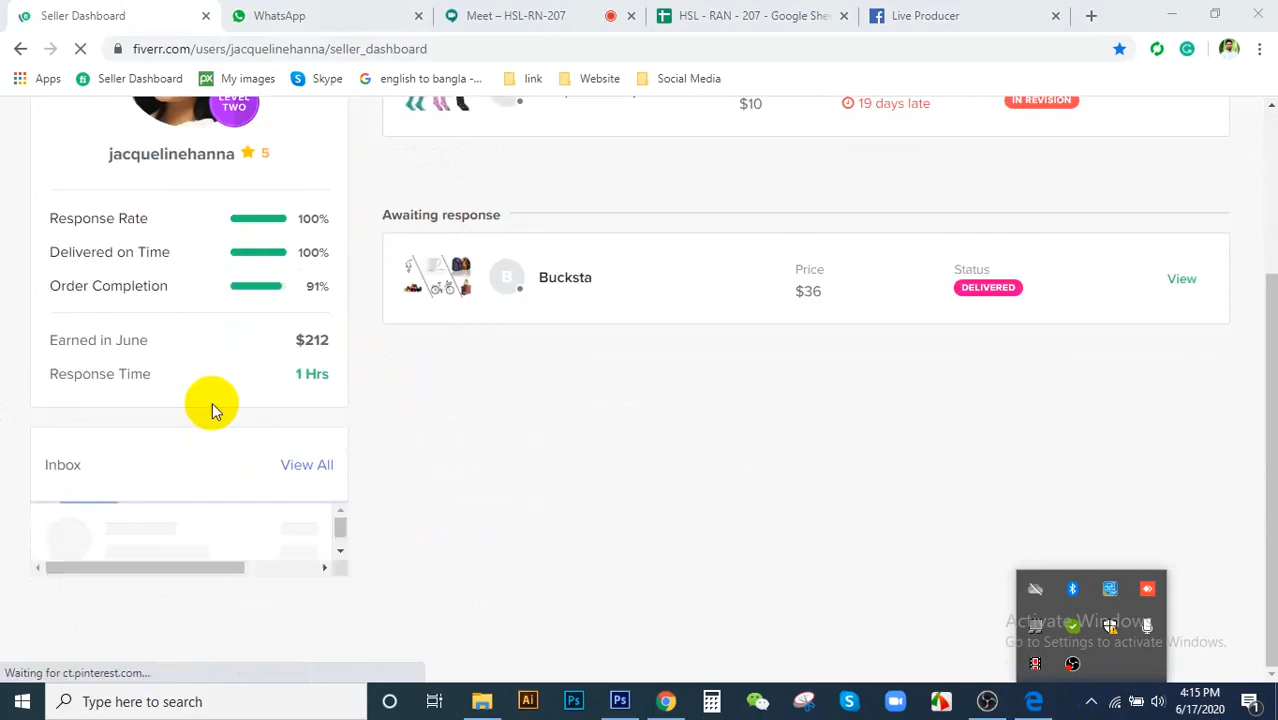 Seller Dashboard
WhatsApp
Meet – HSL-RN-207
HSL - RAN - 207 - Google She
Live Producer
fiverr.com/users/jacquelinehanna/seller_dashboard
Apps
Seller Dashboard
My images
Skype
english to bangla -...
link
Website
Social Media
LEVEL
TWO
$10
19 days late
IN REVISION
jacquelinehanna
5
Response Rate
100%
Delivered on Time
100%
Order Completion
91%
Earned in June
$212
Response Time
1 Hrs
Awaiting response
B
Bucksta
Price
$36
Status
DELIVERED
View
Inbox
View All
Activate Windows
Go to Settings to activate Windows.
Waiting for ct.pinterest.com...
Type here to search
4:15 PM
6/17/2020